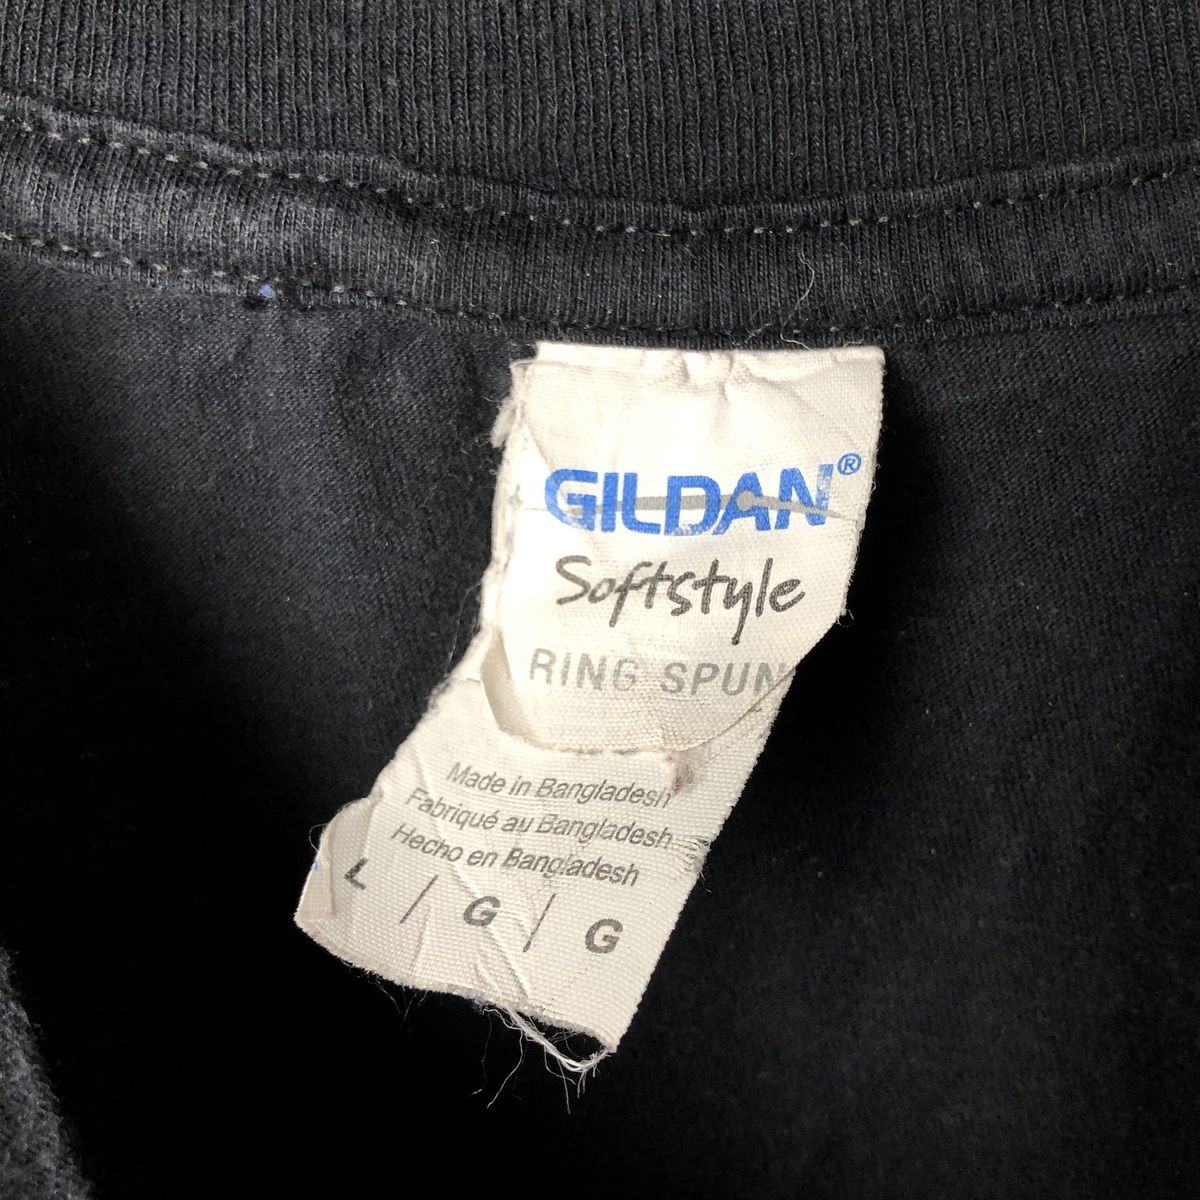 GILDAN®
Softstyle
RING SPUN
Made in Bangladesh
Fabriqué au Bangladesh
Hecho en Bangladesh
L / G / G